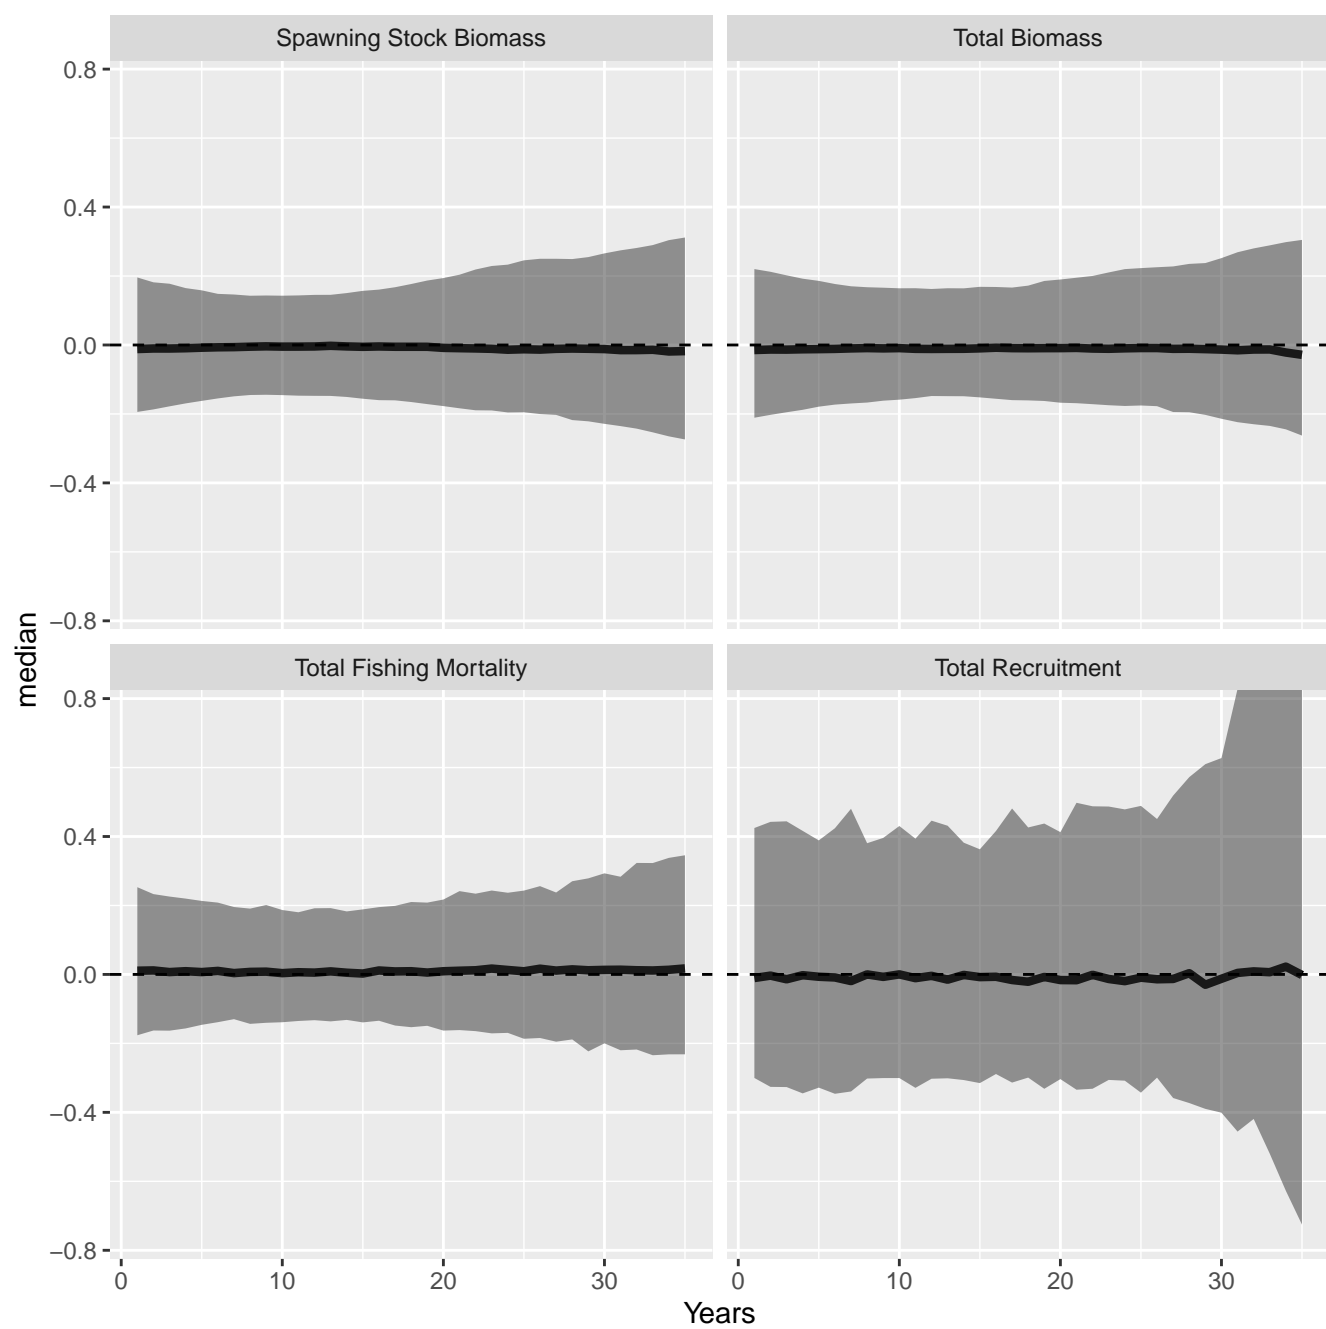 Spawning Stock Biomass
Total Biomass
0.8
0.4
0.0
−0.4
−0.8
median
Total Fishing Mortality
Total Recruitment
0.8
0.4
0.0
−0.4
−0.8
0 10 20 30
0 10 20 30
Years